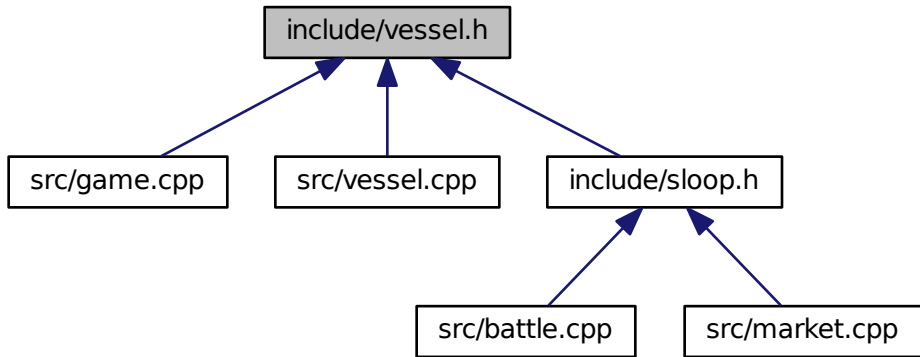 include/vessel.h
src/game.cpp
src/vessel.cpp
include/sloop.h
src/battle.cpp
src/market.cpp